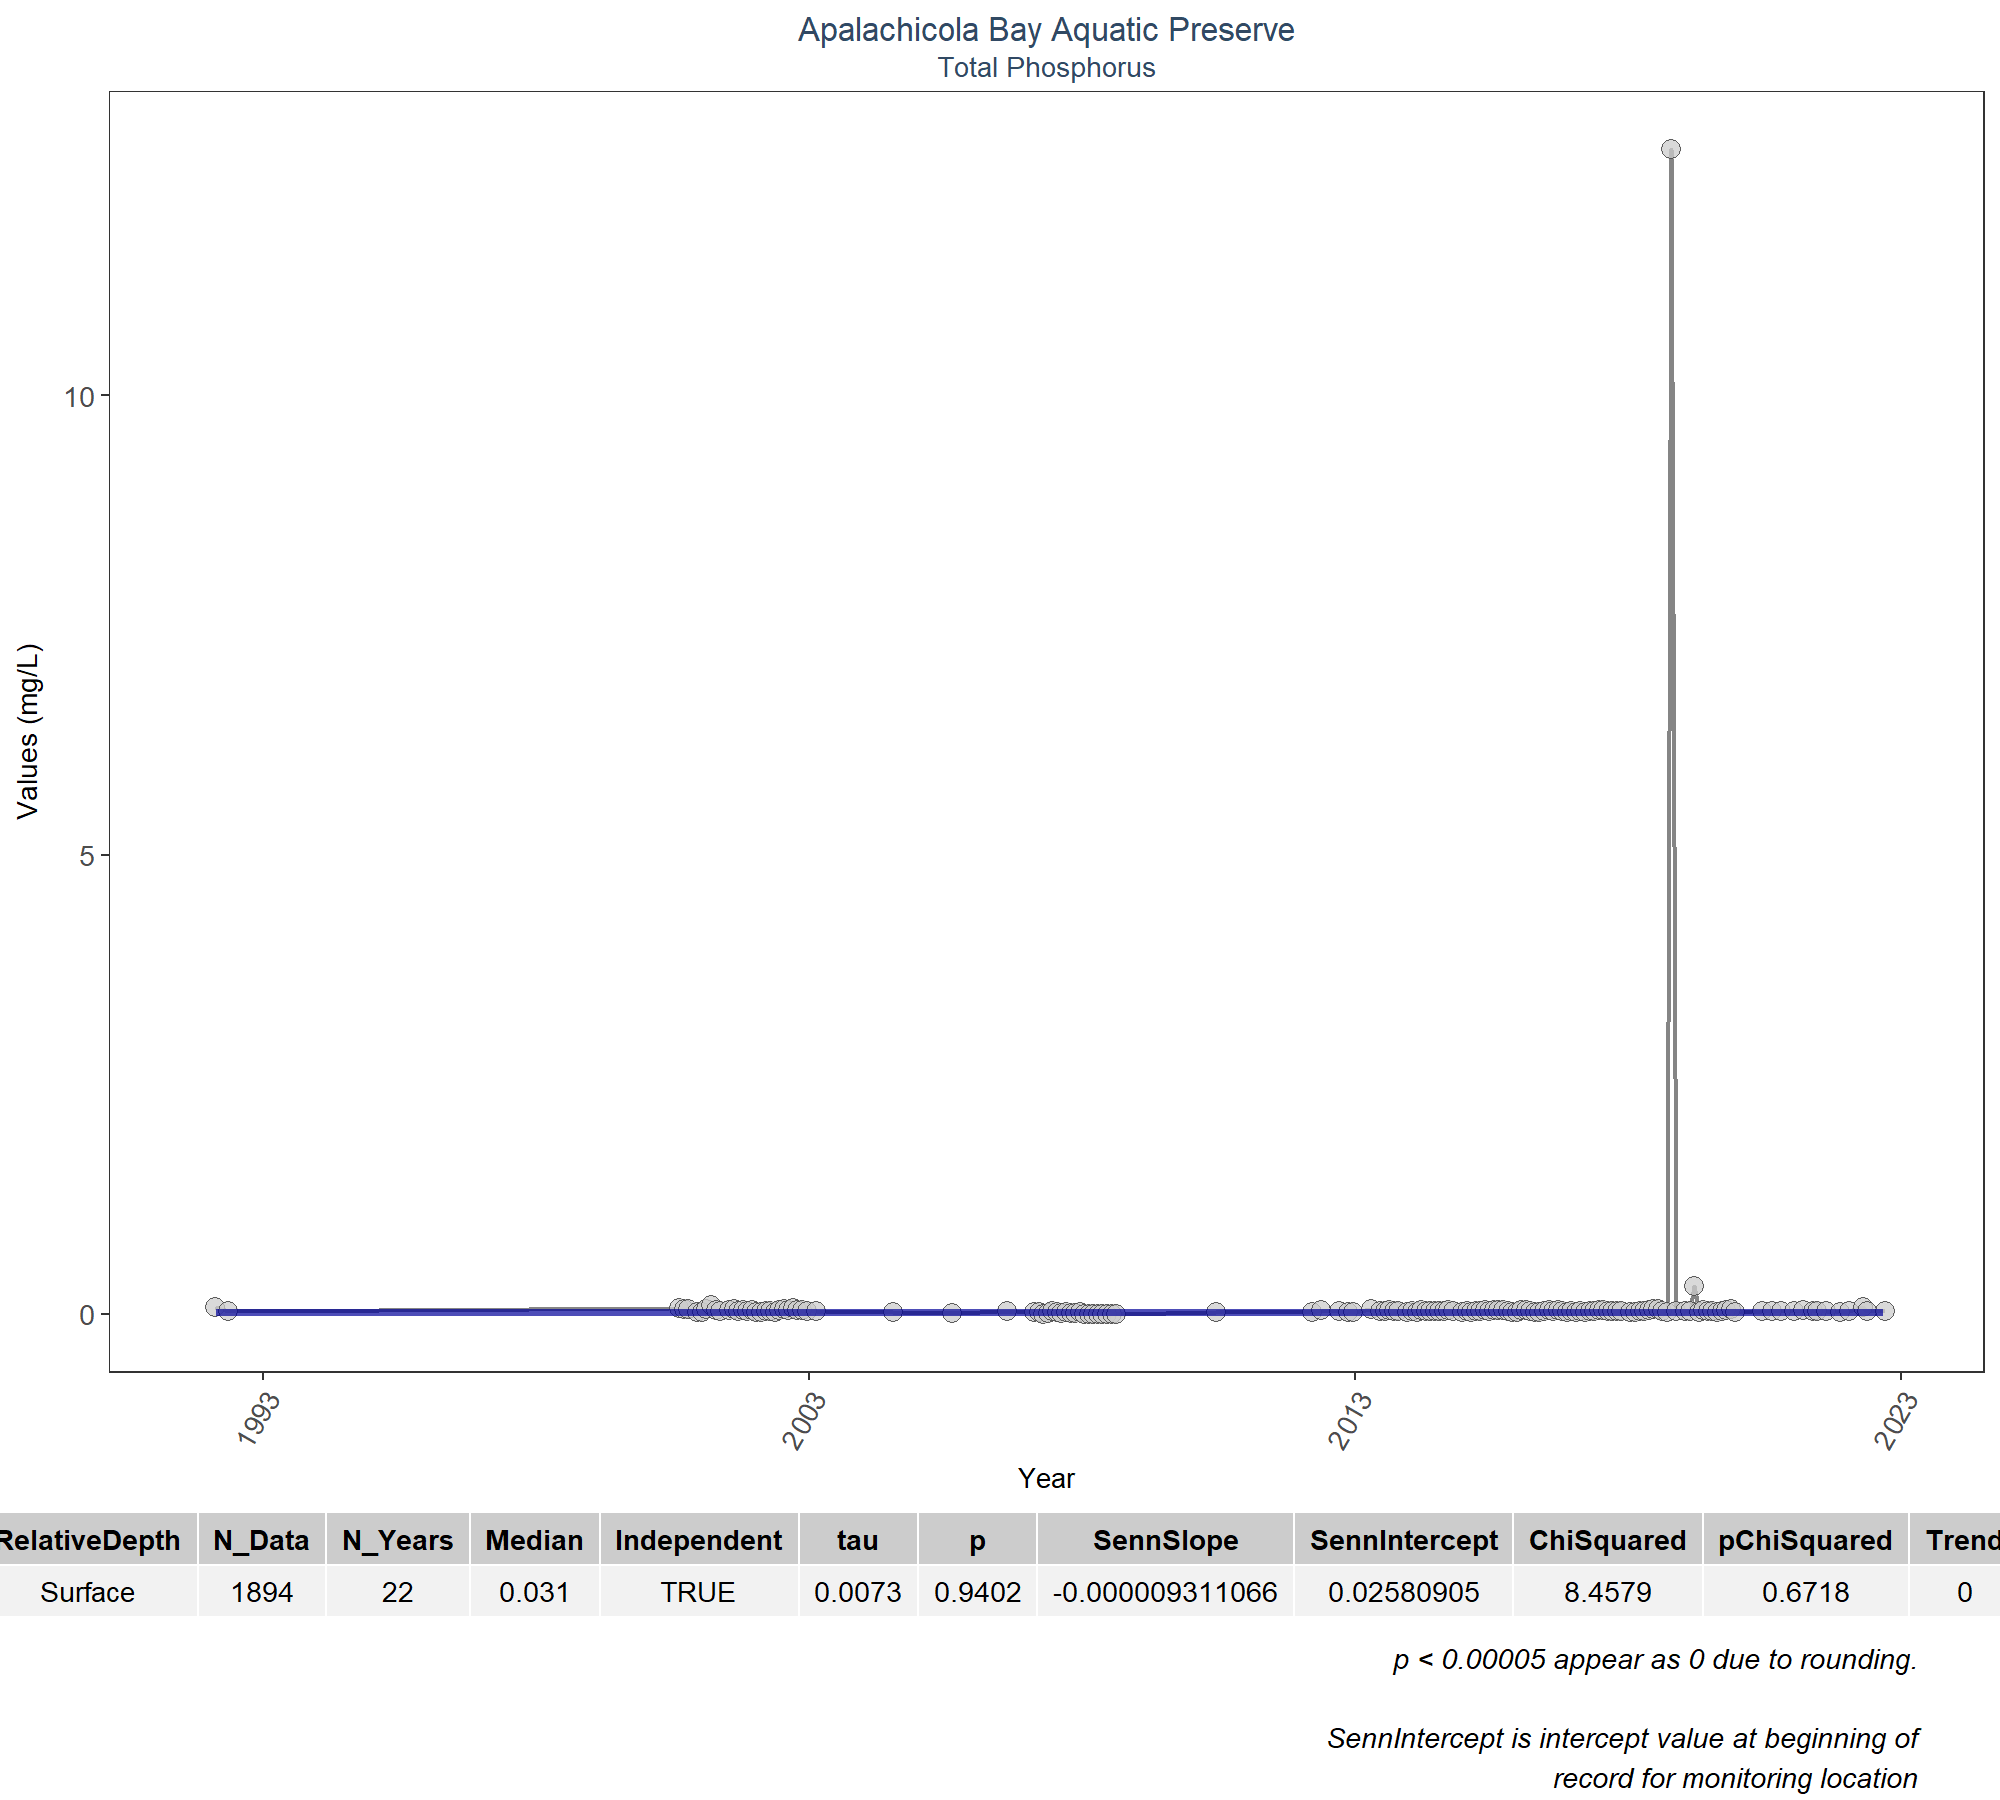 Apalachicola Bay Aquatic Preserve
Total Phosphorus
10
5
0
Values (mg/L)
1993 2003 2013 2023
Year
RelativeDepth N_Data N_Years Median Independent tau p SennSlope SennIntercept ChiSquared pChiSquared Trend
Surface 1894 22 0.031 TRUE 0.0073 0.9402 -0.000009311066 0.02580905 8.4579 0.6718 0
p < 0.00005 appear as 0 due to rounding.
SennIntercept is intercept value at beginning of
record for monitoring location